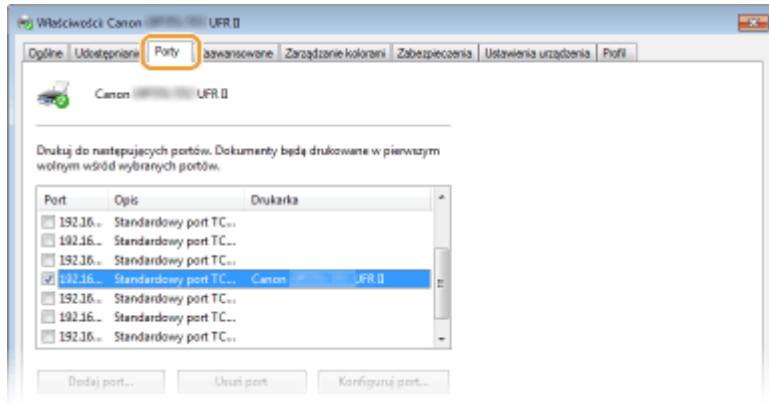 Właściwości: Canon UFR II
Ogólne Udostępnianie Porty Zaawansowane Zarządzanie kolorami Zabezpieczenia Ustawienia urządzenia Profil
Canon UFR II
Drukuj do następujących portów. Dokumenty będą drukowane w pierwszym
wolnym wśród wybranych portów.
Port Opis Drukarka
192.16... Standardowy port TC...
192.16... Standardowy port TC...
192.16... Standardowy port TC...
192.16... Standardowy port TC... Canon UFR II
192.16... Standardowy port TC...
192.16... Standardowy port TC...
192.16... Standardowy port TC...
Dodaj port... Usuń port Konfiguruj port...